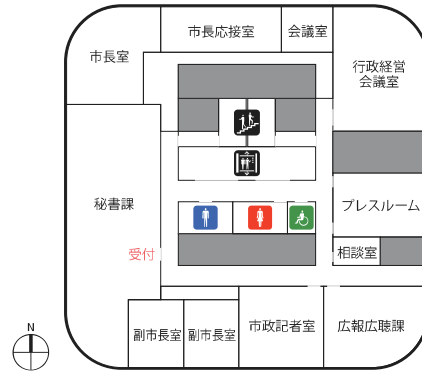 市長室
市長応接室
会議室
行政経営
会議室
秘書課
プレスルーム
受付
相談室
副市長室
副市長室
市政記者室
広報広聴課
N